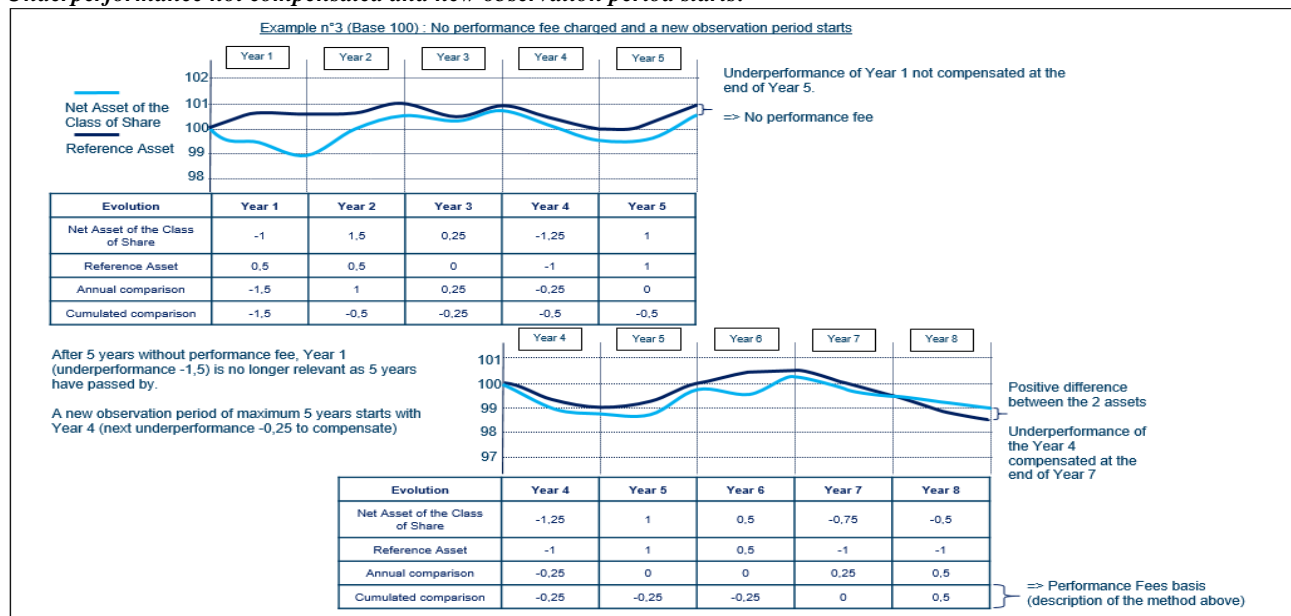 Underperformance not compensated and new observation period starts:
Example n°3 (Base 100) : No performance fee charged and a new observation period starts
Year 1 Year 2 Year 3 Year 4 Year 5
102
101
100
99
98
Net Asset of the
Class of Share
Reference Asset
Underperformance of Year 1 not compensated at the
end of Year 5.
=> No performance fee
Evolution Year 1 Year 2 Year 3 Year 4 Year 5
Net Asset of the Class
of Share -1 1,5 0,25 -1,25 1
Reference Asset 0,5 0,5 0 -1 1
Annual comparison -1,5 1 0,25 -0,25 0
Cumulated comparison -1,5 -0,5 -0,25 -0,5 -0,5
After 5 years without performance fee, Year 1
(underperformance -1,5) is no longer relevant as 5 years
have passed by.
A new observation period of maximum 5 years starts with
Year 4 (next underperformance -0,25 to compensate)
Year 4 Year 5 Year 6 Year 7 Year 8
101
100
99
98
97
Positive difference
between the 2 assets
Underperformance of
the Year 4
compensated at the
end of Year 7
Evolution Year 4 Year 5 Year 6 Year 7 Year 8
Net Asset of the Class
of Share -1,25 1 0,5 -0,75 -0,5
Reference Asset -1 1 0,5 -1 -1
Annual comparison -0,25 0 0 0,25 0,5
Cumulated comparison -0,25 -0,25 -0,25 0 0,5
=> Performance Fees basis
(description of the method above)